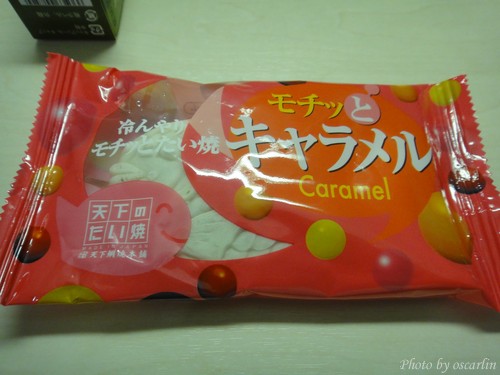 モチッと
キャラメル
Caramel
冷んやり
モチッとたい焼
天下の
たい焼
Photo by oscarlin